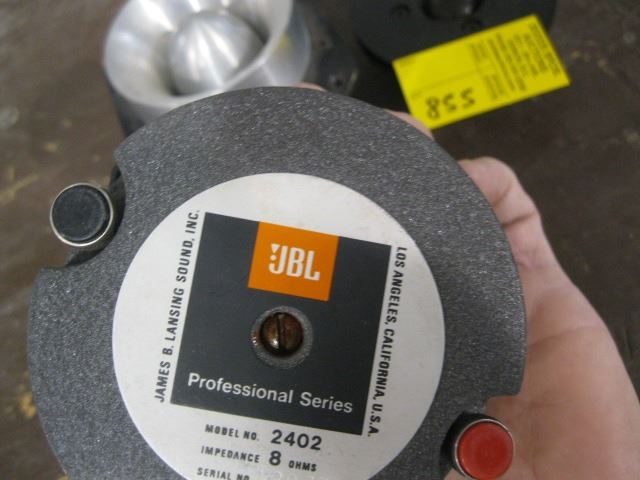 558
JBL
JAMES B. LANSING SOUND, INC.
LOS ANGELES, CALIFORNIA, U.S.A.
Professional Series
MODEL NO. 2402
IMPEDANCE 8 OHMS
SERIAL NO.